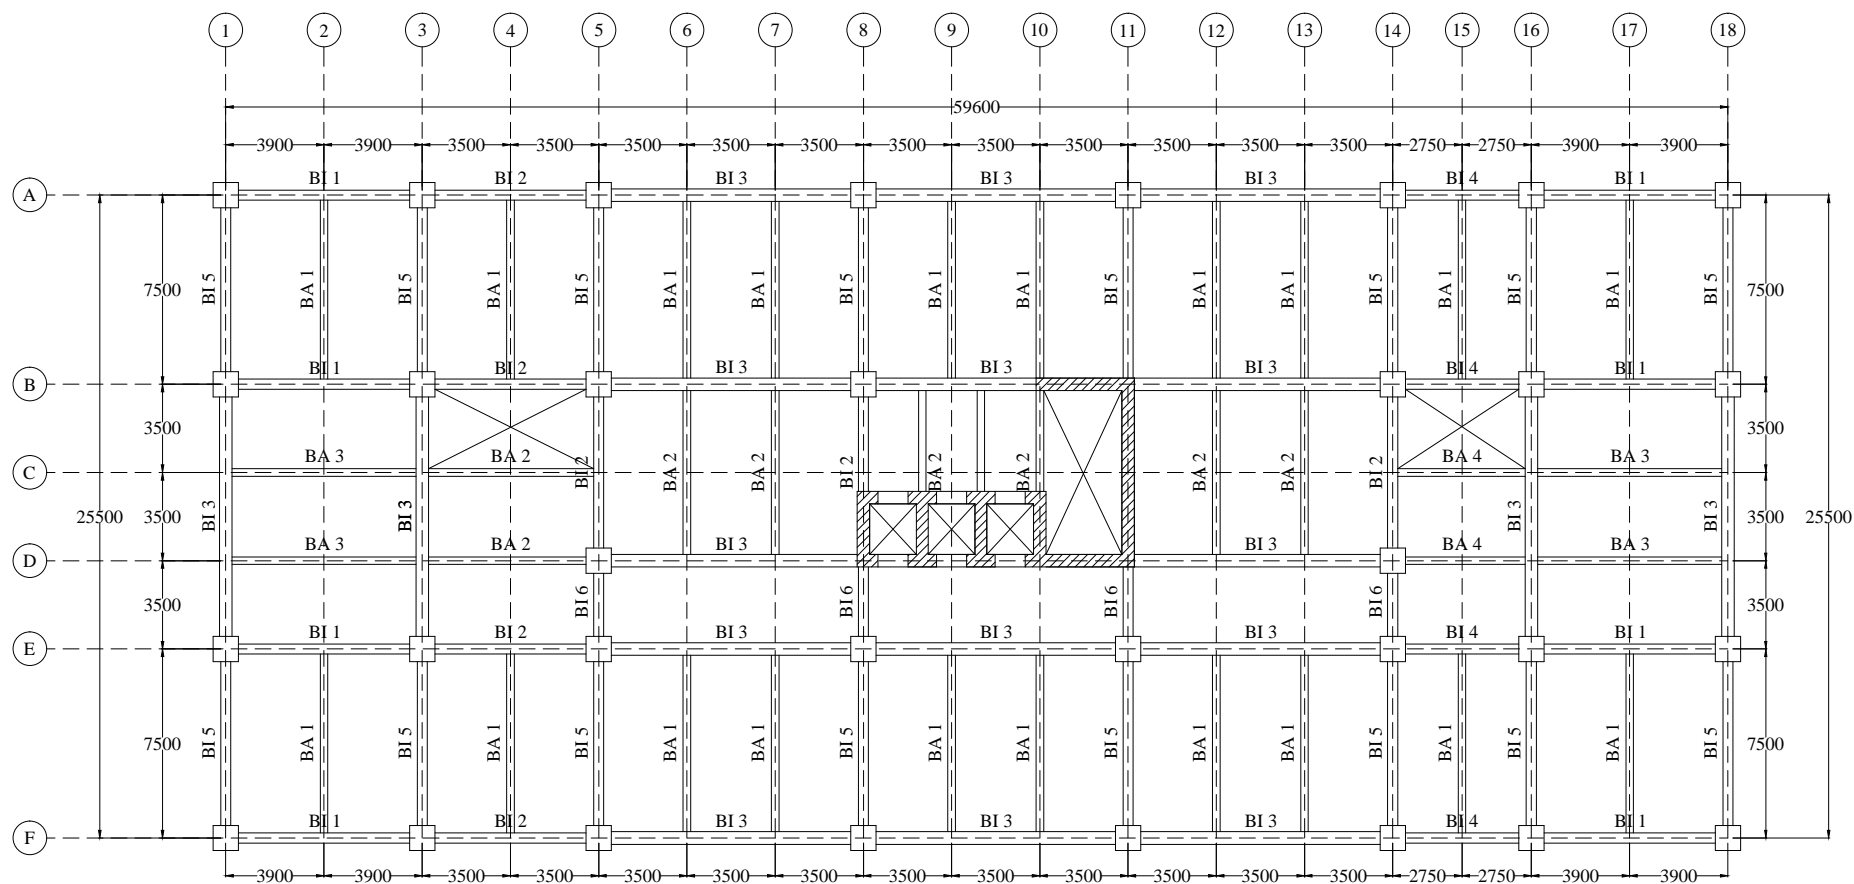 1 2 3 4 5 6 7 8 9 10 11 12 13 14 15 16 17 18
59600
3900 3900 3500 3500 3500 3500 3500 3500 3500 3500 3500 3500 3500 2750 2750 3900 3900
BI 1 BI 2 BI 3 BI 3 BI 3 BI 4 BI 1
A
7500 BI 5 BA 1 BI 5 BA 1 BI 5 BA 1 BA 1 BI 5 BA 1 BA 1 BI 5 BA 1 BA 1 BI 5 BA 1 BI 5 BA 1 BI 5 7500
BI 1 BI 2 BI 3 BI 3 BI 3 BI 4 BI 1
B
3500 3500
BA 3 BA 2 BA 4 BA 3
C BI 2 BA 2 BA 2 BI 2 BA 2 BA 2 BA 2 BA 2 BI 2
25500 3500 BI 3 BI 3 BI 3 BI 3 3500 25500
BA 3 BA 2 BI 3 BI 3 BA 4 BA 3
D
3500 BI 6 BI 6 BI 6 BI 6 3500
BI 1 BI 2 BI 3 BI 3 BI 3 BI 4 BI 1
E
7500 BI 5 BA 1 BI 5 BA 1 BI 5 BA 1 BA 1 BI 5 BA 1 BA 1 BI 5 BA 1 BA 1 BI 5 BA 1 BI 5 BA 1 BI 5 7500
BI 1 BI 2 BI 3 BI 3 BI 3 BI 4 BI 1
F
3900 3900 3500 3500 3500 3500 3500 3500 3500 3500 3500 3500 3500 2750 2750 3900 3900